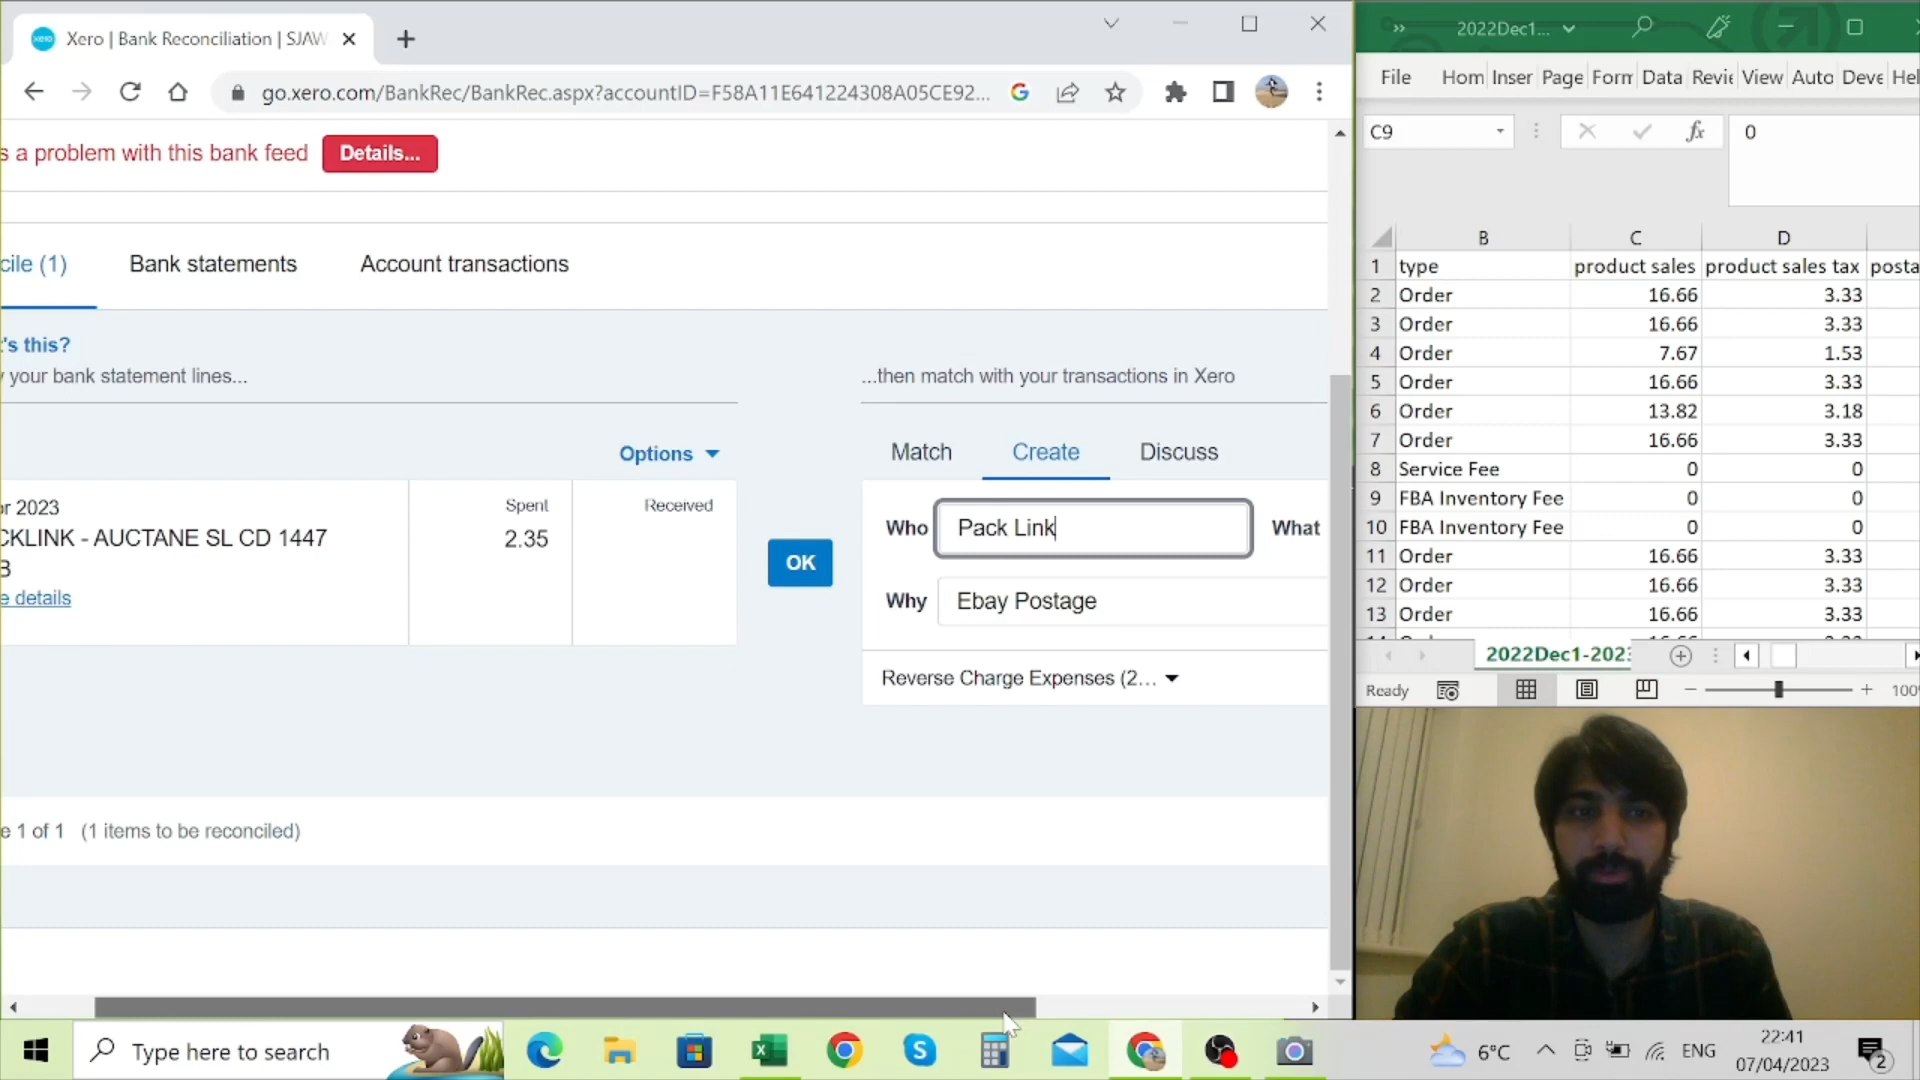 Xero | Bank Reconciliation | SJAW
go.xero.com/BankRec/BankRec.aspx?accountID=F58A11E641224308A05CE92...
s a problem with this bank feed Details...
cile (1) Bank statements Account transactions
t's this?
your bank statement lines...
...then match with your transactions in Xero
Options
Match Create Discuss
r 2023
CKLINK - AUCTANE SL CD 1447
B
e details
Spent Received
2.35
OK
Who Pack Link What
Why Ebay Postage
Reverse Charge Expenses (2...
e 1 of 1 (1 items to be reconciled)
2022Dec1...
File Hom Inser Page Form Data Revie View Auto Deve Hel
C9 fx 0
B C D
1 type product sales product sales tax posta
2 Order 16.66 3.33
3 Order 16.66 3.33
4 Order 7.67 1.53
5 Order 16.66 3.33
6 Order 13.82 3.18
7 Order 16.66 3.33
8 Service Fee 0 0
9 FBA Inventory Fee 0 0
10 FBA Inventory Fee 0 0
11 Order 16.66 3.33
12 Order 16.66 3.33
13 Order 16.66 3.33
2022Dec1-2023
Ready 100
Type here to search
6°C ENG
22:41
07/04/2023
2